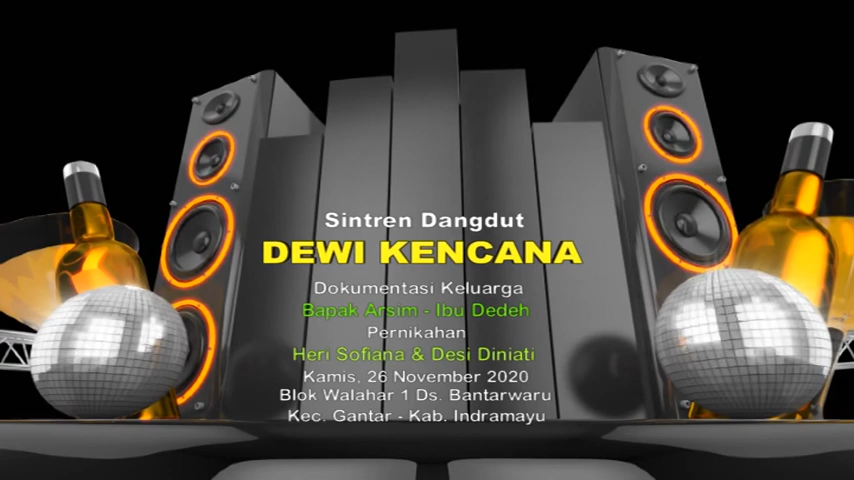 Sintren Dangdut
DEWI KENCANA
Dokumentasi Keluarga
Bapak Arsim - Ibu Dedeh
Pernikahan
Heri Sofiana & Desi Diniati
Kamis, 26 November 2020
Blok Walahar 1 Ds. Bantarwaru
Kec. Gantar - Kab. Indramayu